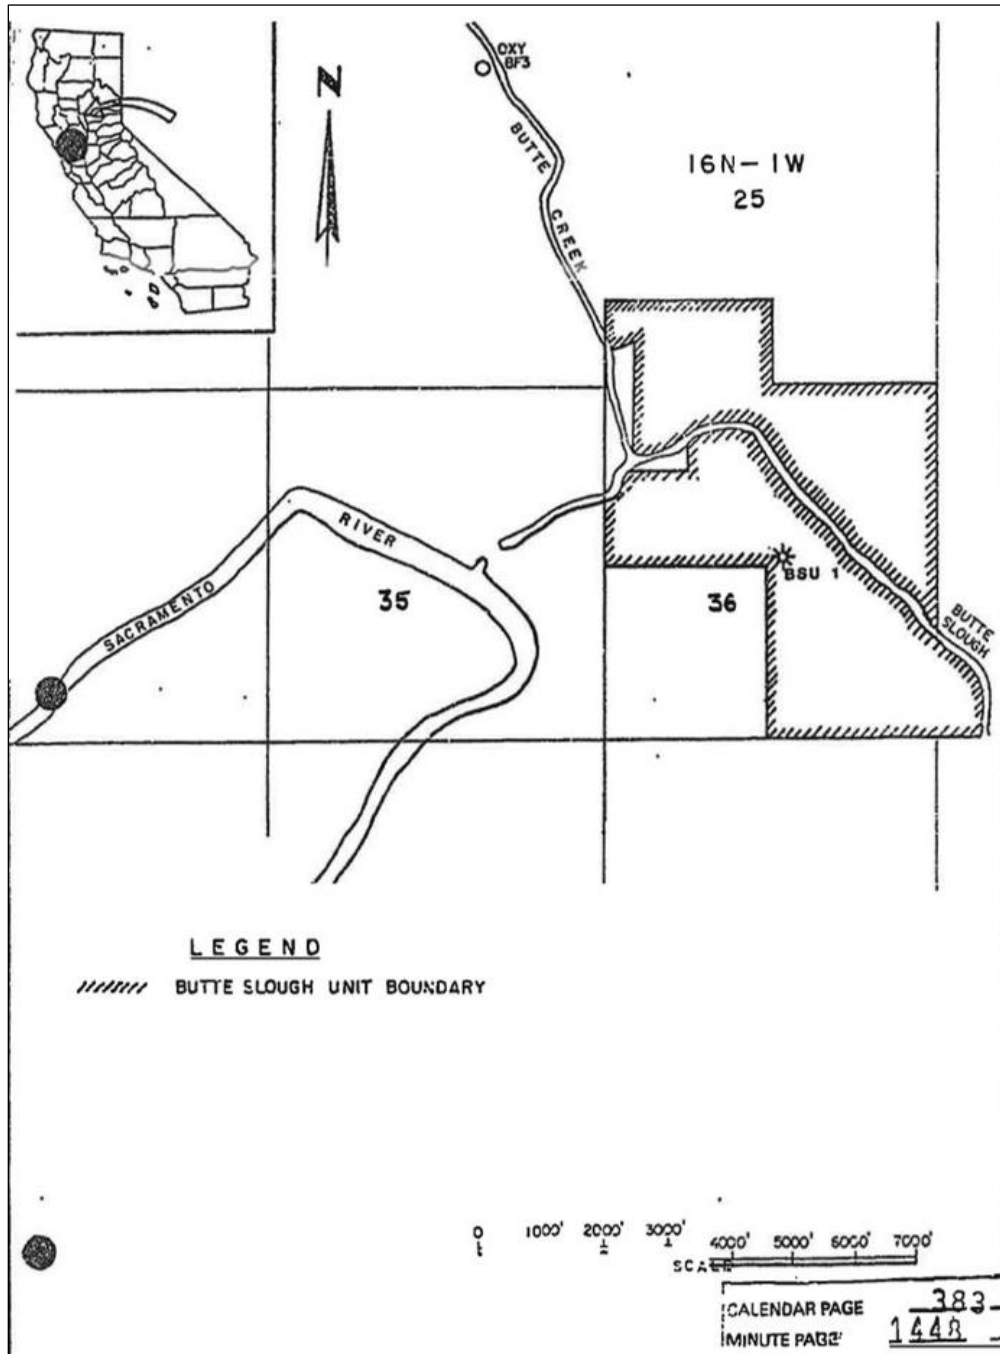 N
OXY
BF3
BUTTE
CREEK
16N-1W
25
SACRAMENTO
RIVER
35
36
BSU 1
BUTTE
SLOUGH
LEGEND
BUTTE SLOUGH UNIT BOUNDARY
0 1000' 2000' 3000' 4000' 5000' 6000' 7000'
SCALE
CALENDAR PAGE 383
MINUTE PAGE 1448